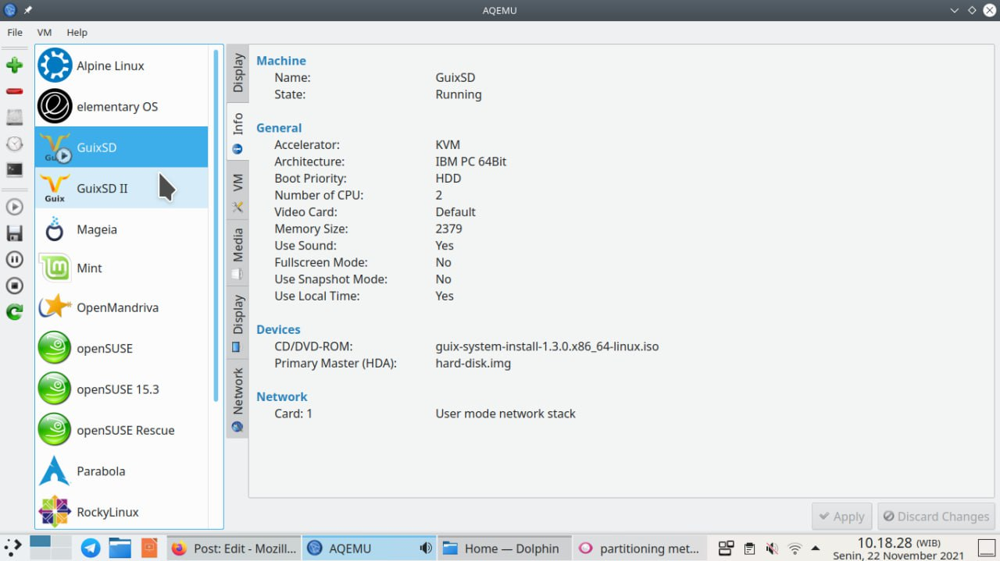 AQEMU
File VM Help
Alpine Linux
elementary OS
GuixSD
Guix
GuixSD II
Mageia
Mint
OpenMandriva
openSUSE
openSUSE 15.3
openSUSE Rescue
Parabola
RockyLinux
Display
Info
VM
Media
Display
Network
Machine
Name: GuixSD
State: Running
General
Accelerator: KVM
Architecture: IBM PC 64Bit
Boot Priority: HDD
Number of CPU: 2
Video Card: Default
Memory Size: 2379
Use Sound: Yes
Fullscreen Mode: No
Use Snapshot Mode: No
Use Local Time: Yes
Devices
CD/DVD-ROM: guix-system-install-1.3.0.x86_64-linux.iso
Primary Master (HDA): hard-disk.img
Network
Card: 1 User mode network stack
Apply Discard Changes
Post: Edit - Mozill... AQEMU Home — Dolphin partitioning met... 10.18.28 (WIB)
Senin, 22 November 2021